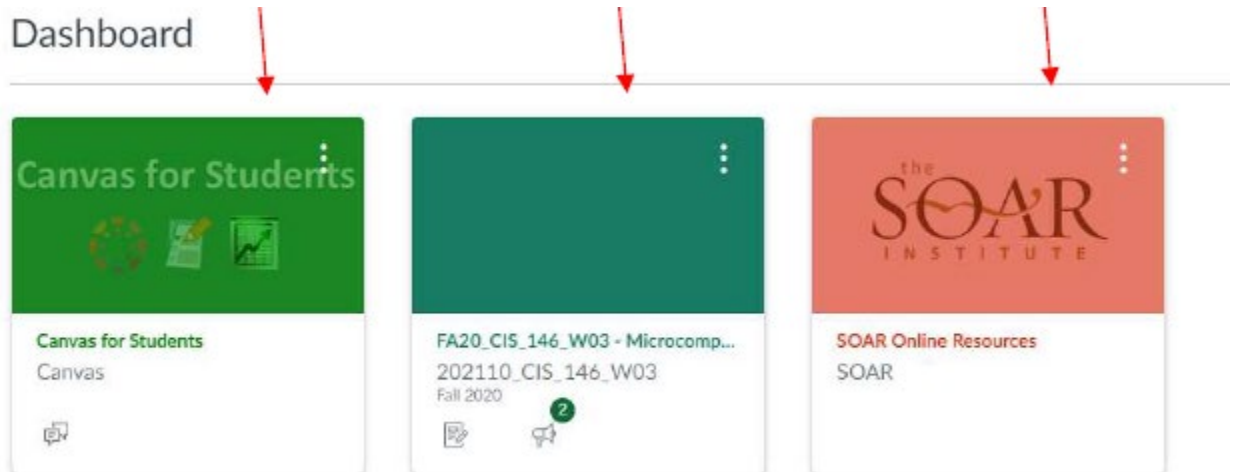 Dashboard
Canvas for Students
the
SOAR
INSTITUTE
Canvas for Students
Canvas
FA20_CIS_146_W03 - Microcomp...
202110_CIS_146_W03
Fall 2020
2
SOAR Online Resources
SOAR